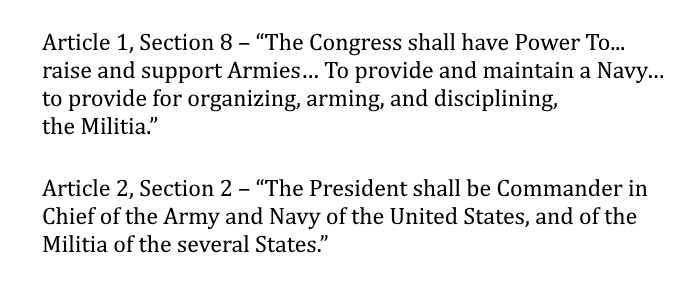 Article 1, Section 8 – “The Congress shall have Power To...
raise and support Armies… To provide and maintain a Navy…
to provide for organizing, arming, and disciplining,
the Militia.”
Article 2, Section 2 – “The President shall be Commander in
Chief of the Army and Navy of the United States, and of the
Militia of the several States.”